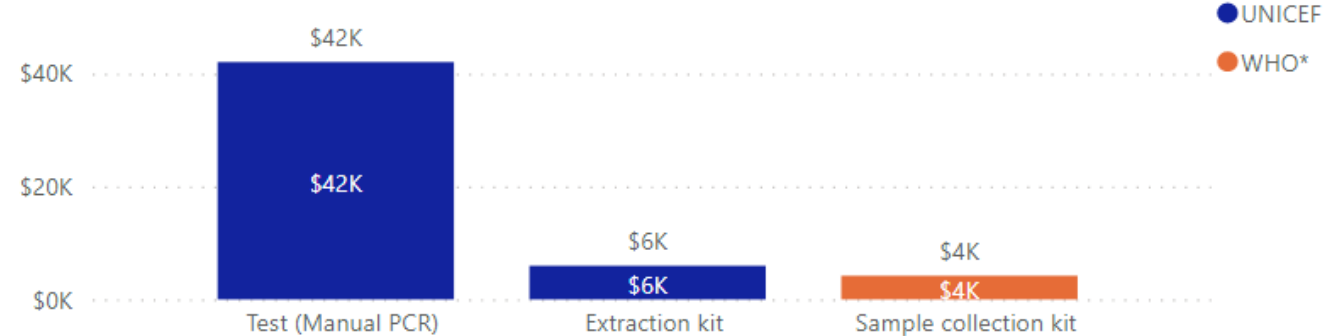 UNICEF
$42K
$40K
WHO*
$42K
$20K
$6K
$4K
$6K
$4K
$0K
Test (Manual PCR)
Extraction kit
Sample collection kit